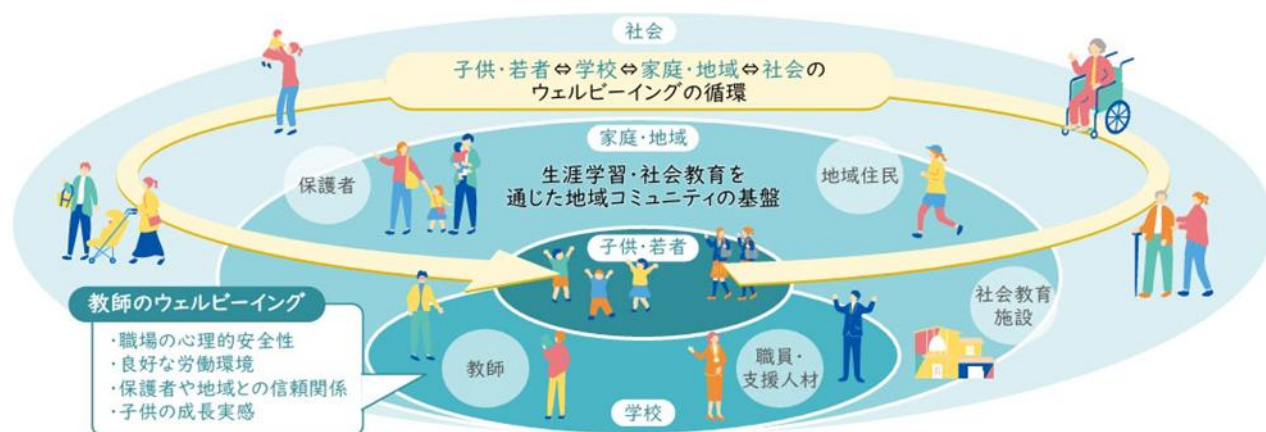 社会
子供・若者⇔学校⇔家庭・地域⇔社会の
ウェルビーイングの循環
家庭・地域
保護者
生涯学習・社会教育を
通じた地域コミュニティの基盤
地域住民
子供・若者
教師のウェルビーイング
・職場の心理的安全性
・良好な労働環境
・保護者や地域との信頼関係
・子供の成長実感
教師
職員・
支援人材
社会教育
施設
学校